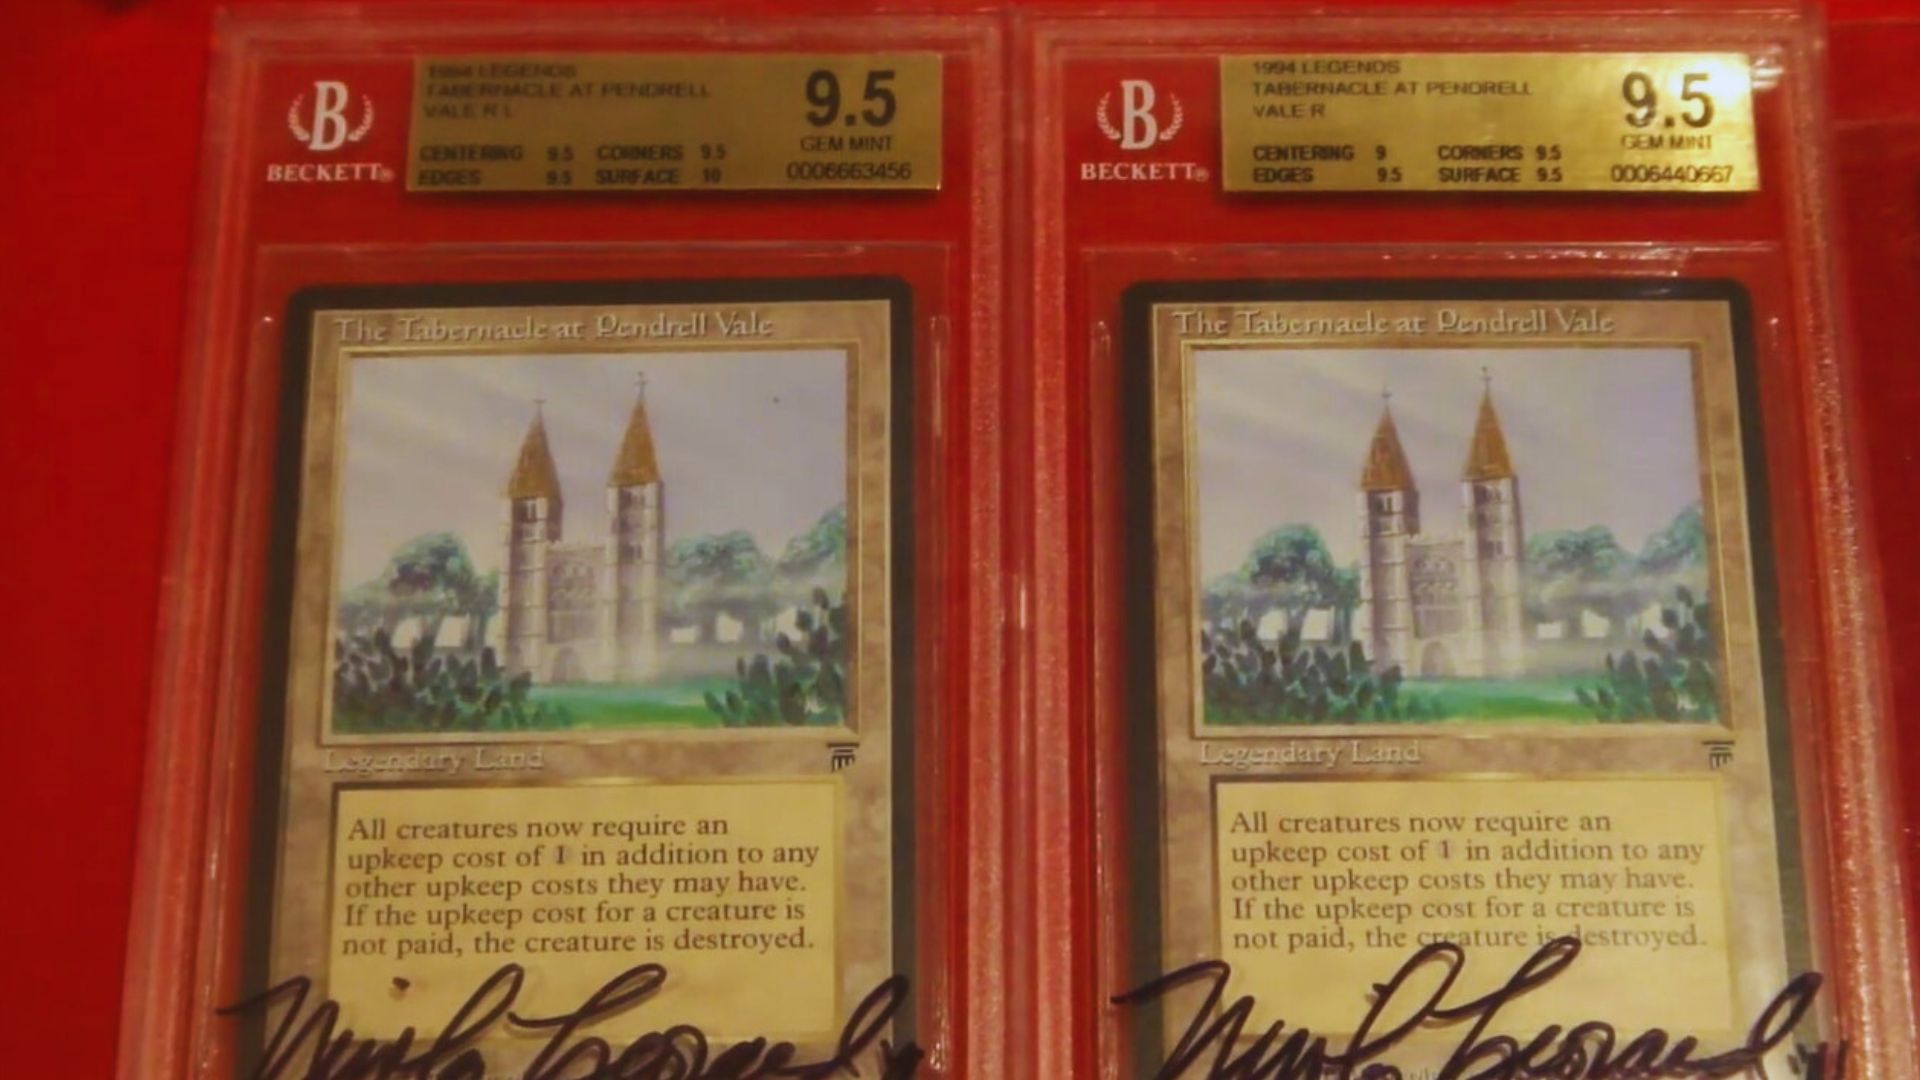 B
BECKETT®
1994 LEGENDS
TABERNACLE AT PENDRELL
VALE R L
CENTERING 9.5 CORNERS 9.5
EDGES 9.5 SURFACE 10
9.5
GEM MINT
0006663456
The Tabernacle at Pendrell Vale
Legendary Land
All creatures now require an
upkeep cost of 1 in addition to any
other upkeep costs they may have.
If the upkeep cost for a creature is
not paid, the creature is destroyed.
B
BECKETT®
1994 LEGENDS
TABERNACLE AT PENDRELL
VALE R
CENTERING 9 CORNERS 9.5
EDGES 9.5 SURFACE 9.5
9.5
GEM MINT
0006440667
The Tabernacle at Pendrell Vale
Legendary Land
All creatures now require an
upkeep cost of 1 in addition to any
other upkeep costs they may have.
If the upkeep cost for a creature is
not paid, the creature is destroyed.